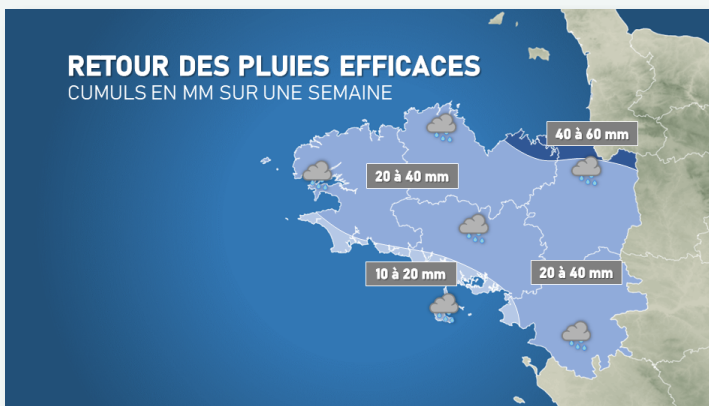 RETOUR DES PLUIES EFFICACES
CUMULS EN MM SUR UNE SEMAINE
40 à 60 mm
20 à 40 mm
10 à 20 mm
20 à 40 mm